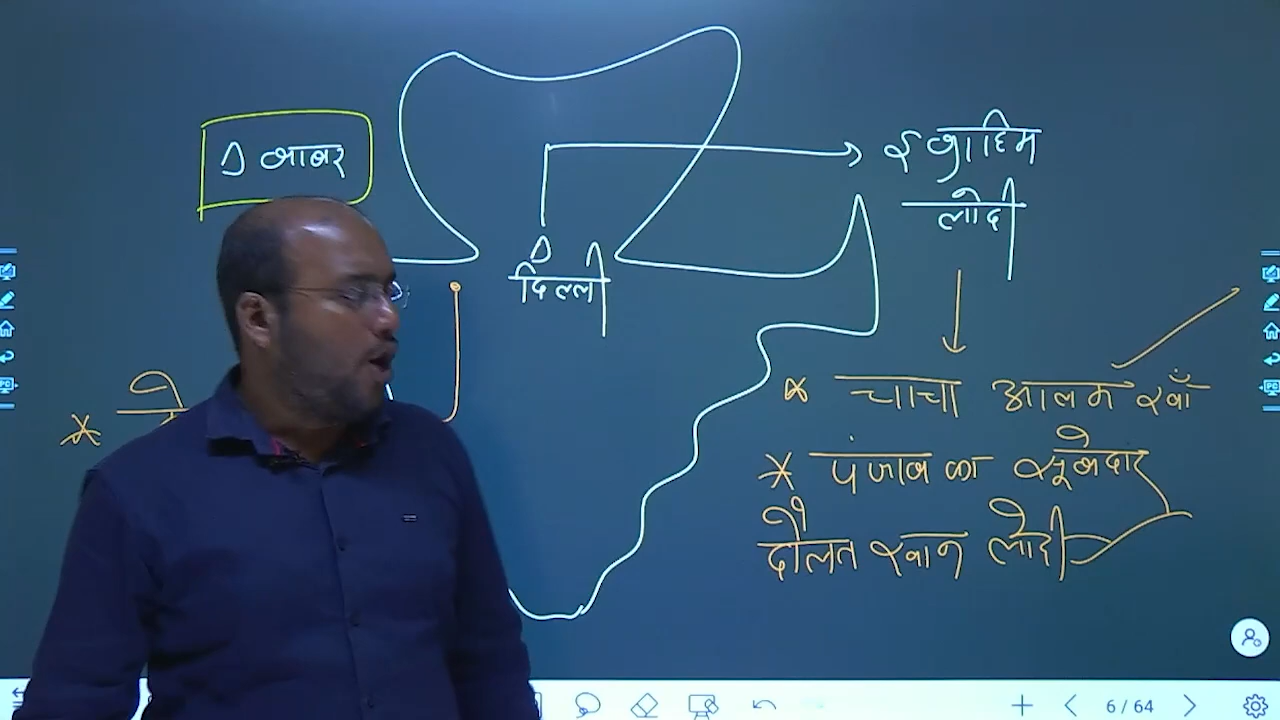 बाबर
इब्राहिम
लोदी
दिल्ली
* चाचा आलम खाँ
* पंजाब का सूबेदार
दौलत खान लोदी
*
6 / 64